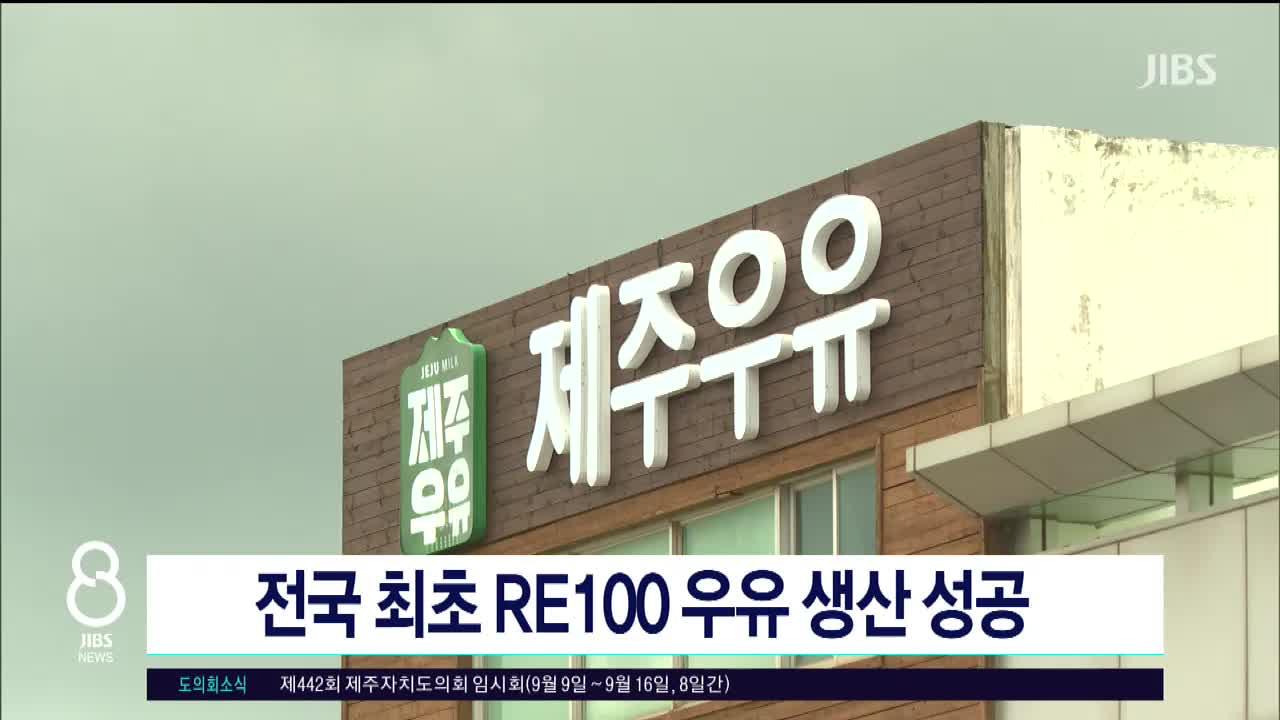 JIBS
제주우유
JEJU MILK
제주
우유
8
JIBS
NEWS
전국 최초 RE100 우유 생산 성공
도의회소식 제442회 제주자치도의회 임시회(9월 9일~9월 16일, 8일간)